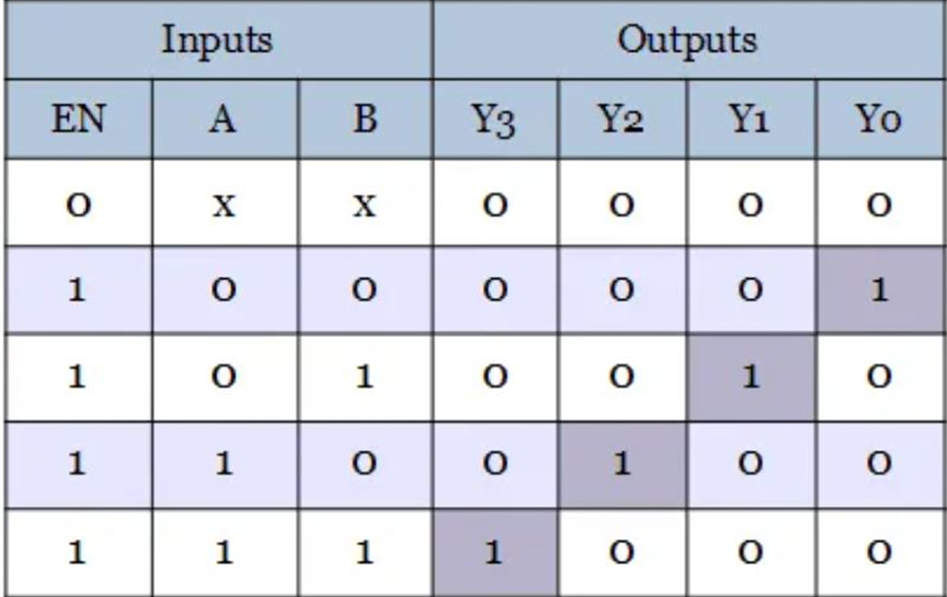 Inputs Outputs
EN A B Y3 Y2 Y1 Y0
0 x x 0 0 0 0
1 0 0 0 0 0 1
1 0 1 0 0 1 0
1 1 0 0 1 0 0
1 1 1 1 0 0 0